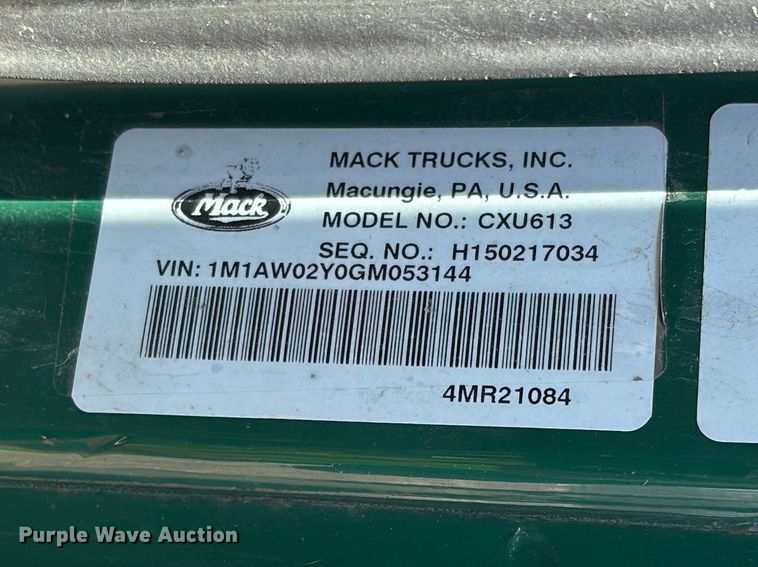 Mack
MACK TRUCKS, INC.
Macungie, PA, U.S.A.
MODEL NO.: CXU613
SEQ. NO.: H150217034
VIN: 1M1AW02Y0GM053144
4MR21084
Purple Wave Auction